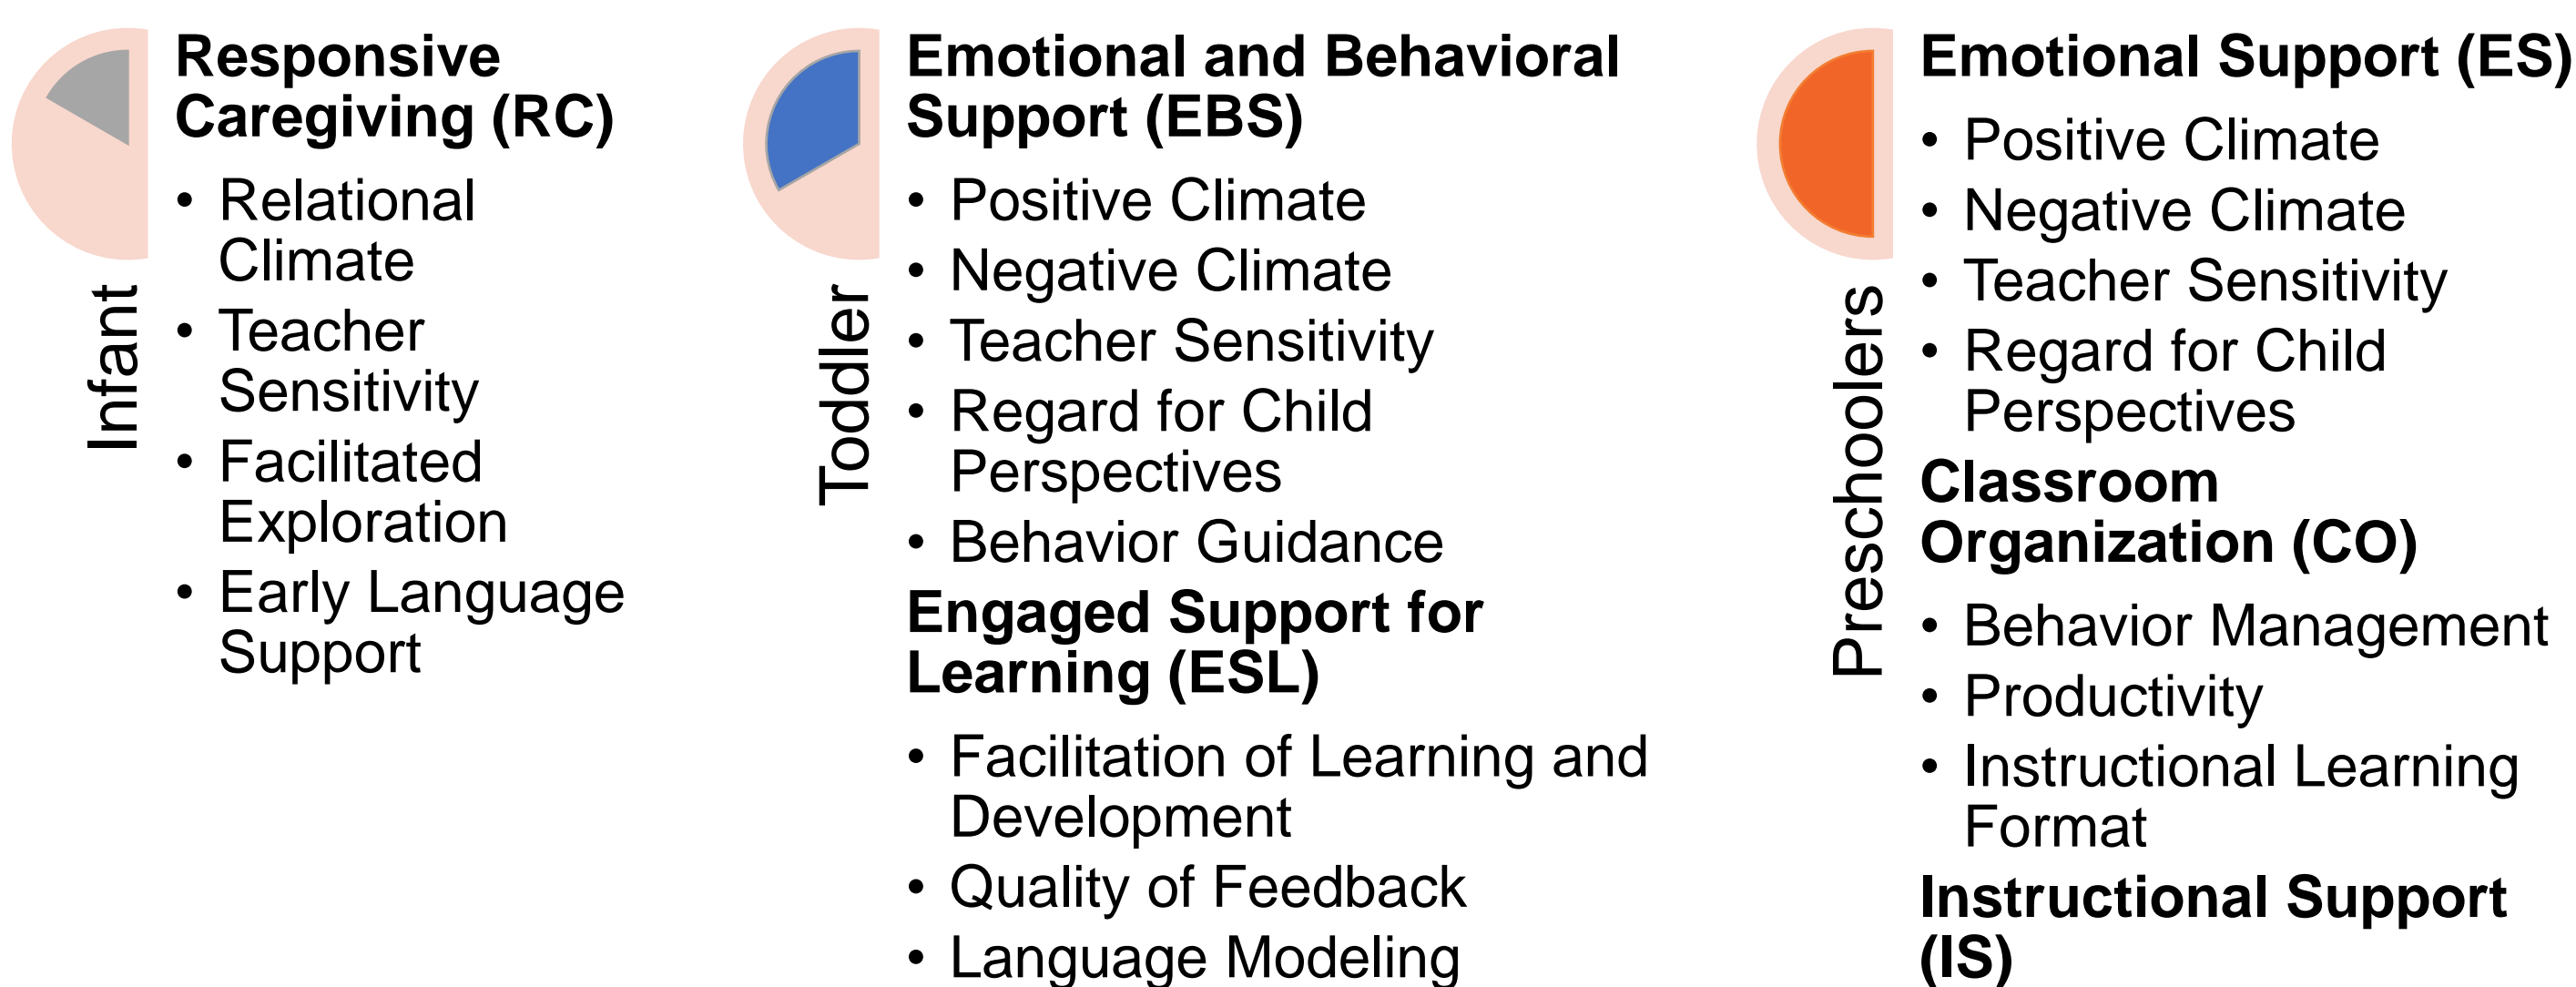 Infant
Responsive
Caregiving (RC)
• Relational
Climate
• Teacher
Sensitivity
• Facilitated
Exploration
• Early Language
Support
Toddler
Emotional and Behavioral
Support (EBS)
• Positive Climate
• Negative Climate
• Teacher Sensitivity
• Regard for Child
Perspectives
• Behavior Guidance
Engaged Support for
Learning (ESL)
• Facilitation of Learning and
Development
• Quality of Feedback
• Language Modeling
Preschoolers
Emotional Support (ES)
• Positive Climate
• Negative Climate
• Teacher Sensitivity
• Regard for Child
Perspectives
Classroom
Organization (CO)
• Behavior Management
• Productivity
• Instructional Learning
Format
Instructional Support
(IS)